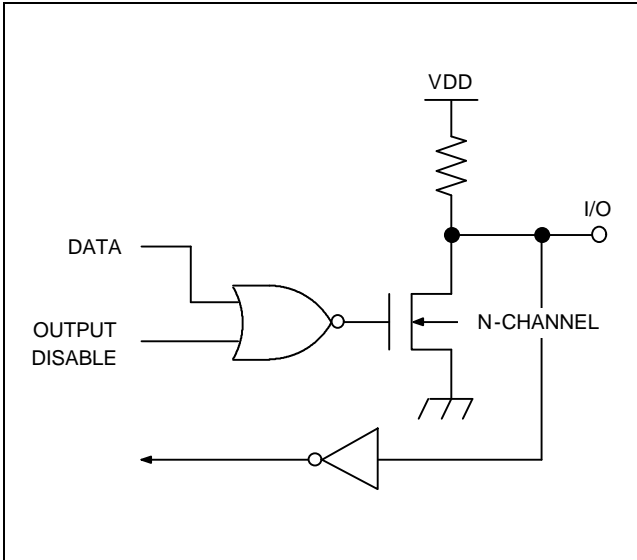 VDD
I/O
DATA
N-CHANNEL
OUTPUT
DISABLE